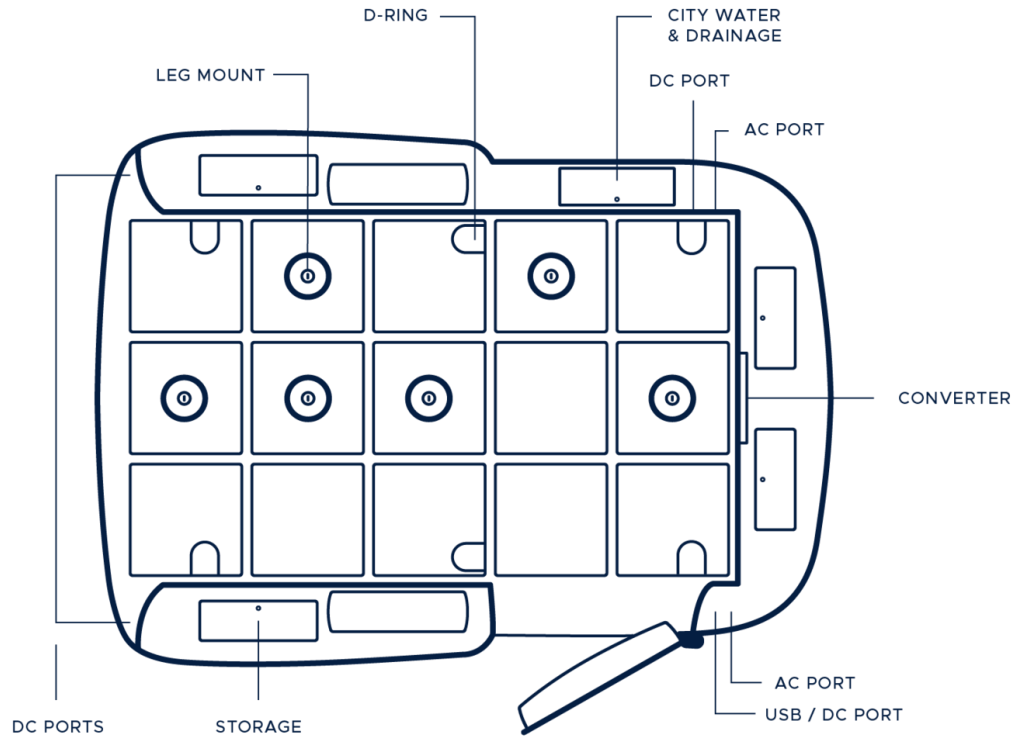 D-RING
CITY WATER
& DRAINAGE
LEG MOUNT
DC PORT
AC PORT
CONVERTER
AC PORT
USB / DC PORT
DC PORTS
STORAGE